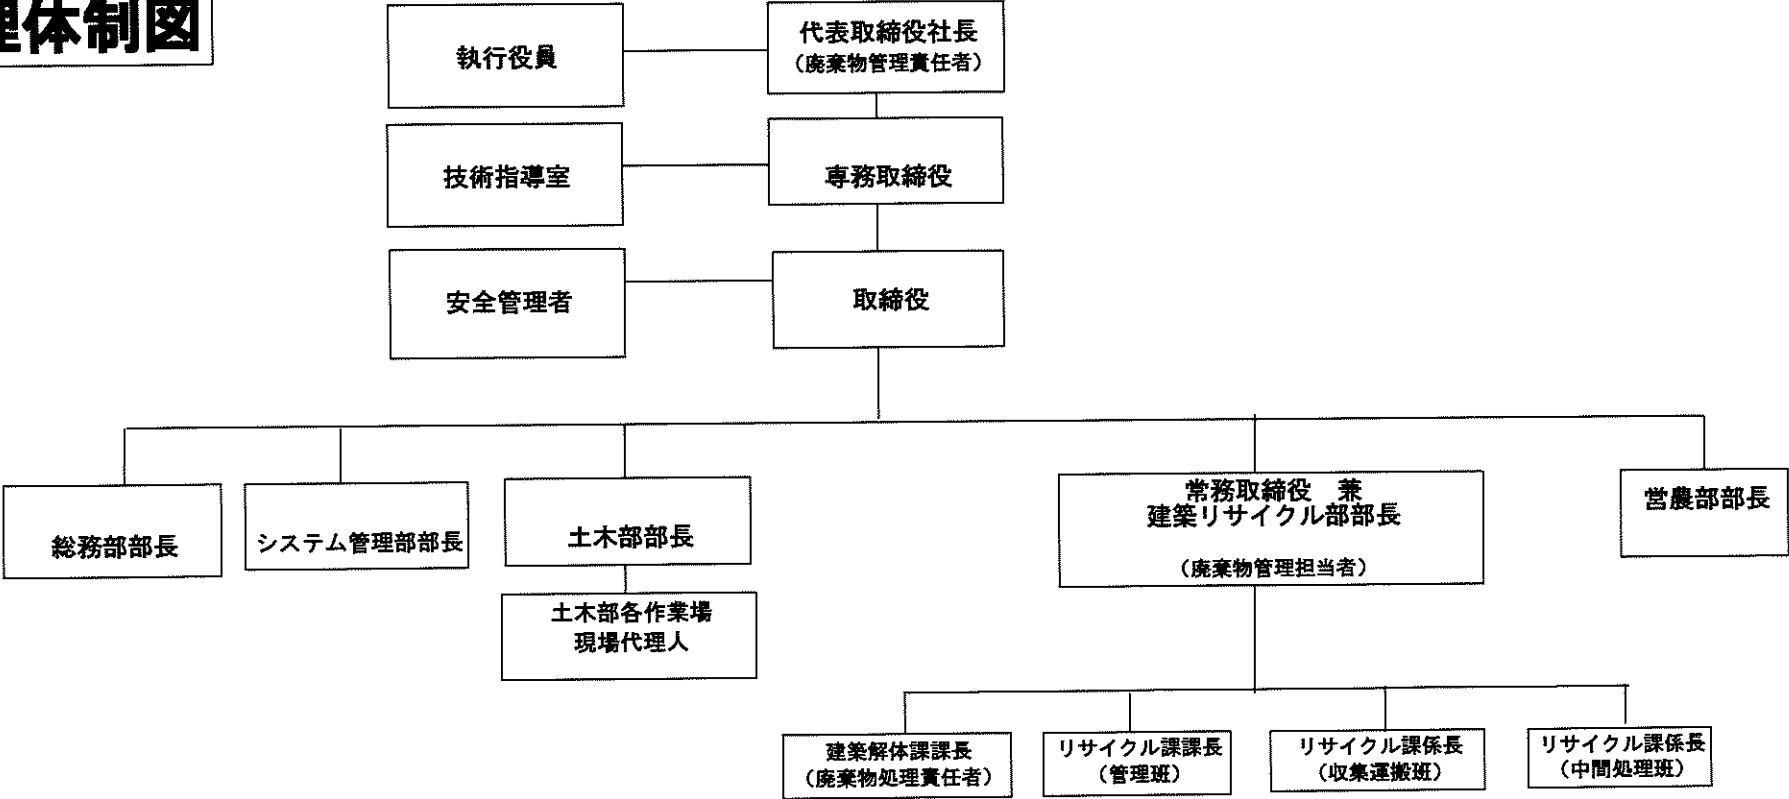 理体制図
執行役員
代表取締役社長
（廃棄物管理責任者）
技術指導室
専務取締役
安全管理者
取締役
総務部部長
システム管理部部長
土木部部長
常務取締役　兼
建築リサイクル部部長
（廃棄物管理担当者）
営農部部長
土木部各作業場
現場代理人
建築解体課課長
（廃棄物処理責任者）
リサイクル課課長
（管理班）
リサイクル課係長
（収集運搬班）
リサイクル課係長
（中間処理班）